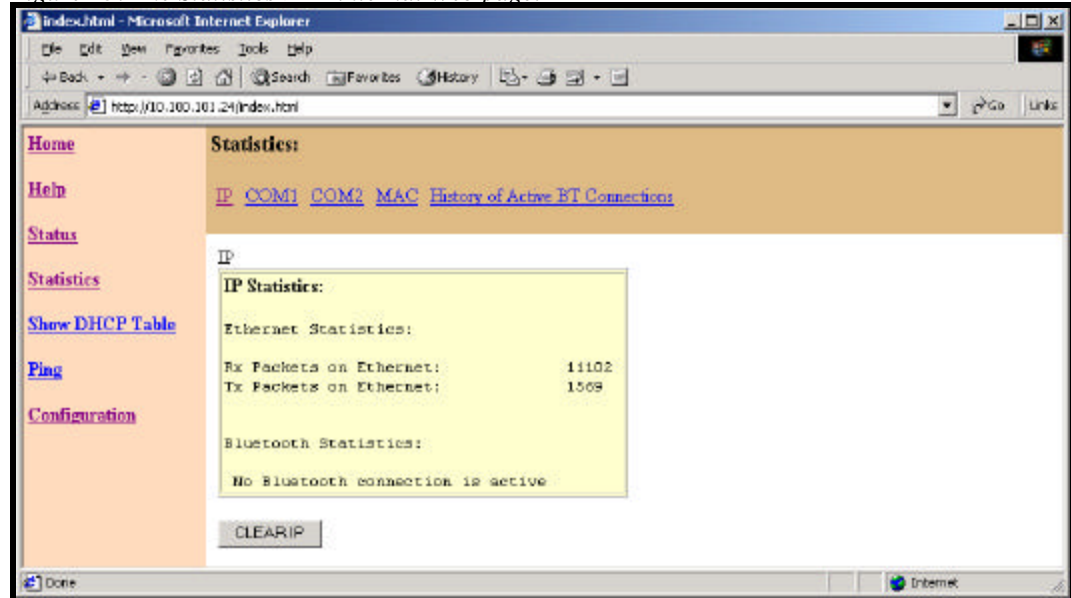 index.html - Microsoft Internet Explorer
File Edit View Favorites Tools Help
Back Search Favorites History
Address http://10.100.101.24/index.html Go Links
Home
Help
Status
Statistics
Show DHCP Table
Ping
Configuration
Statistics:
IP COM1 COM2 MAC History of Active BT Connections
IP
IP Statistics:
Ethernet Statistics:
Rx Packets on Ethernet: 11102
Tx Packets on Ethernet: 1569
Bluetooth Statistics:
No Bluetooth connection is active
CLEAR IP
Done Internet